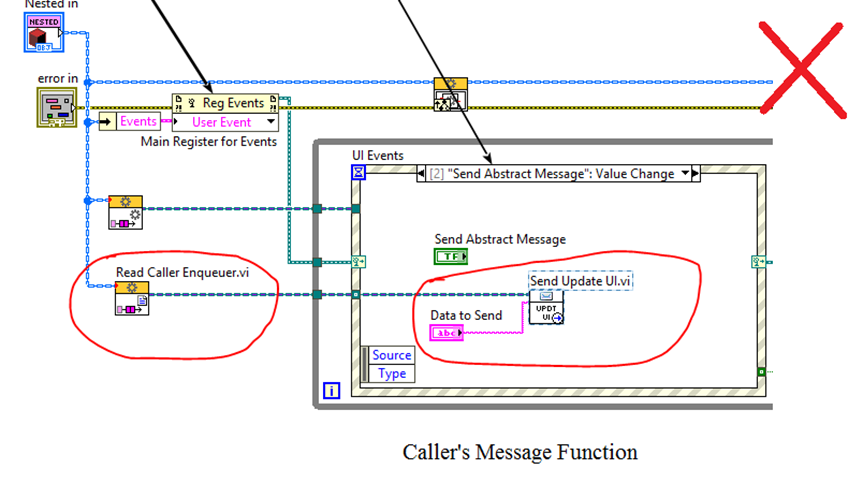 Nested in
NESTED
OBJ
error in
Reg Events
Events
User Event
Main Register for Events
UI Events
[2] "Send Abstract Message": Value Change
Send Abstract Message
TF
Read Caller Enqueuer.vi
Send Update UI.vi
UPDT
UI
Data to Send
abc
Source
Type
i
Caller's Message Function